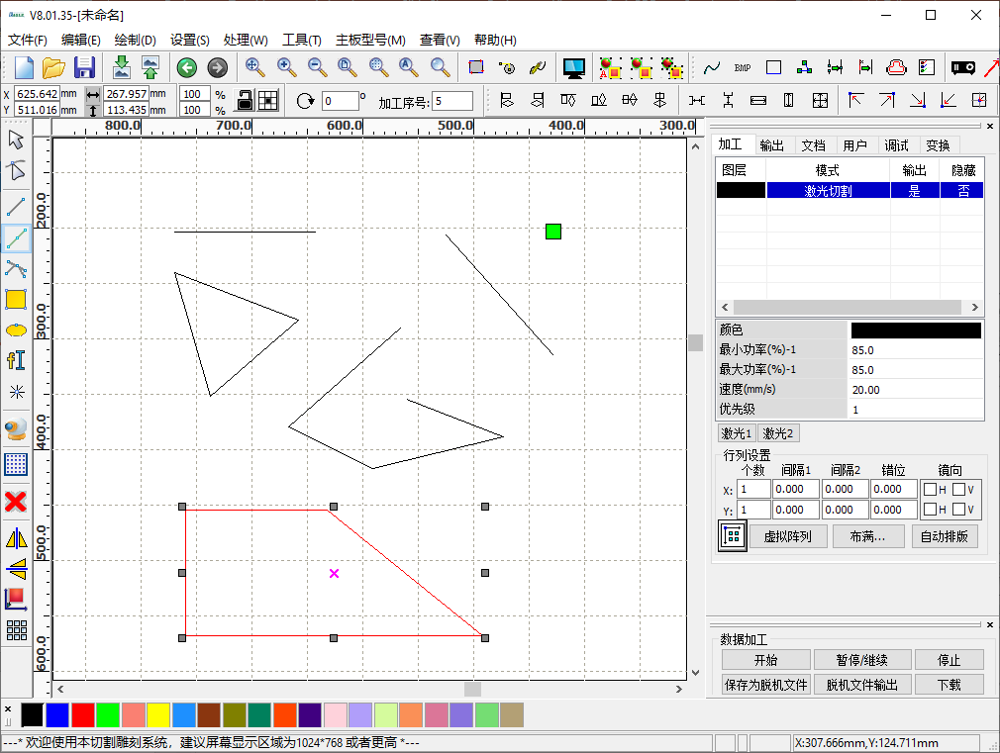 V8.01.35-[未命名]
文件(F) 编辑(E) 绘制(D) 设置(S) 处理(W) 工具(T) 主板型号(M) 查看(V) 帮助(H)
BMP
X 625.642 mm 267.957 mm 100 %
Y 511.016 mm 113.435 mm 100 %
0 ° 加工序号: 5
800.0 700.0 600.0 500.0 400.0 300.0
200.0
300.0
400.0
500.0
600.0
加工 输出 文档 用户 调试 变换
图层 模式 输出 隐藏
激光切割 是 否
颜色
最小功率(%)-1 85.0
最大功率(%)-1 85.0
速度(mm/s) 20.00
优先级 1
激光1 激光2
行列设置
个数 间隔1 间隔2 错位 镜向
X: 1 0.000 0.000 0.000 H V
Y: 1 0.000 0.000 0.000 H V
虚拟阵列 布满... 自动排版
数据加工
开始 暂停/继续 停止
保存为脱机文件 脱机文件输出 下载
---* 欢迎使用本切割雕刻系统，建议屏幕显示区域为1024*768 或者更高 *---
X:307.666mm,Y:124.711mm